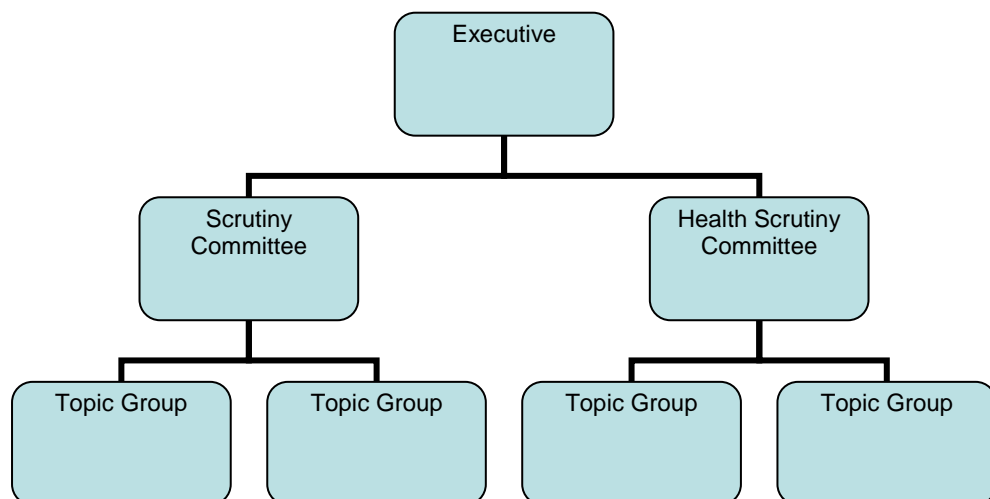 Executive
Scrutiny
Committee
Health Scrutiny
Committee
Topic Group
Topic Group
Topic Group
Topic Group